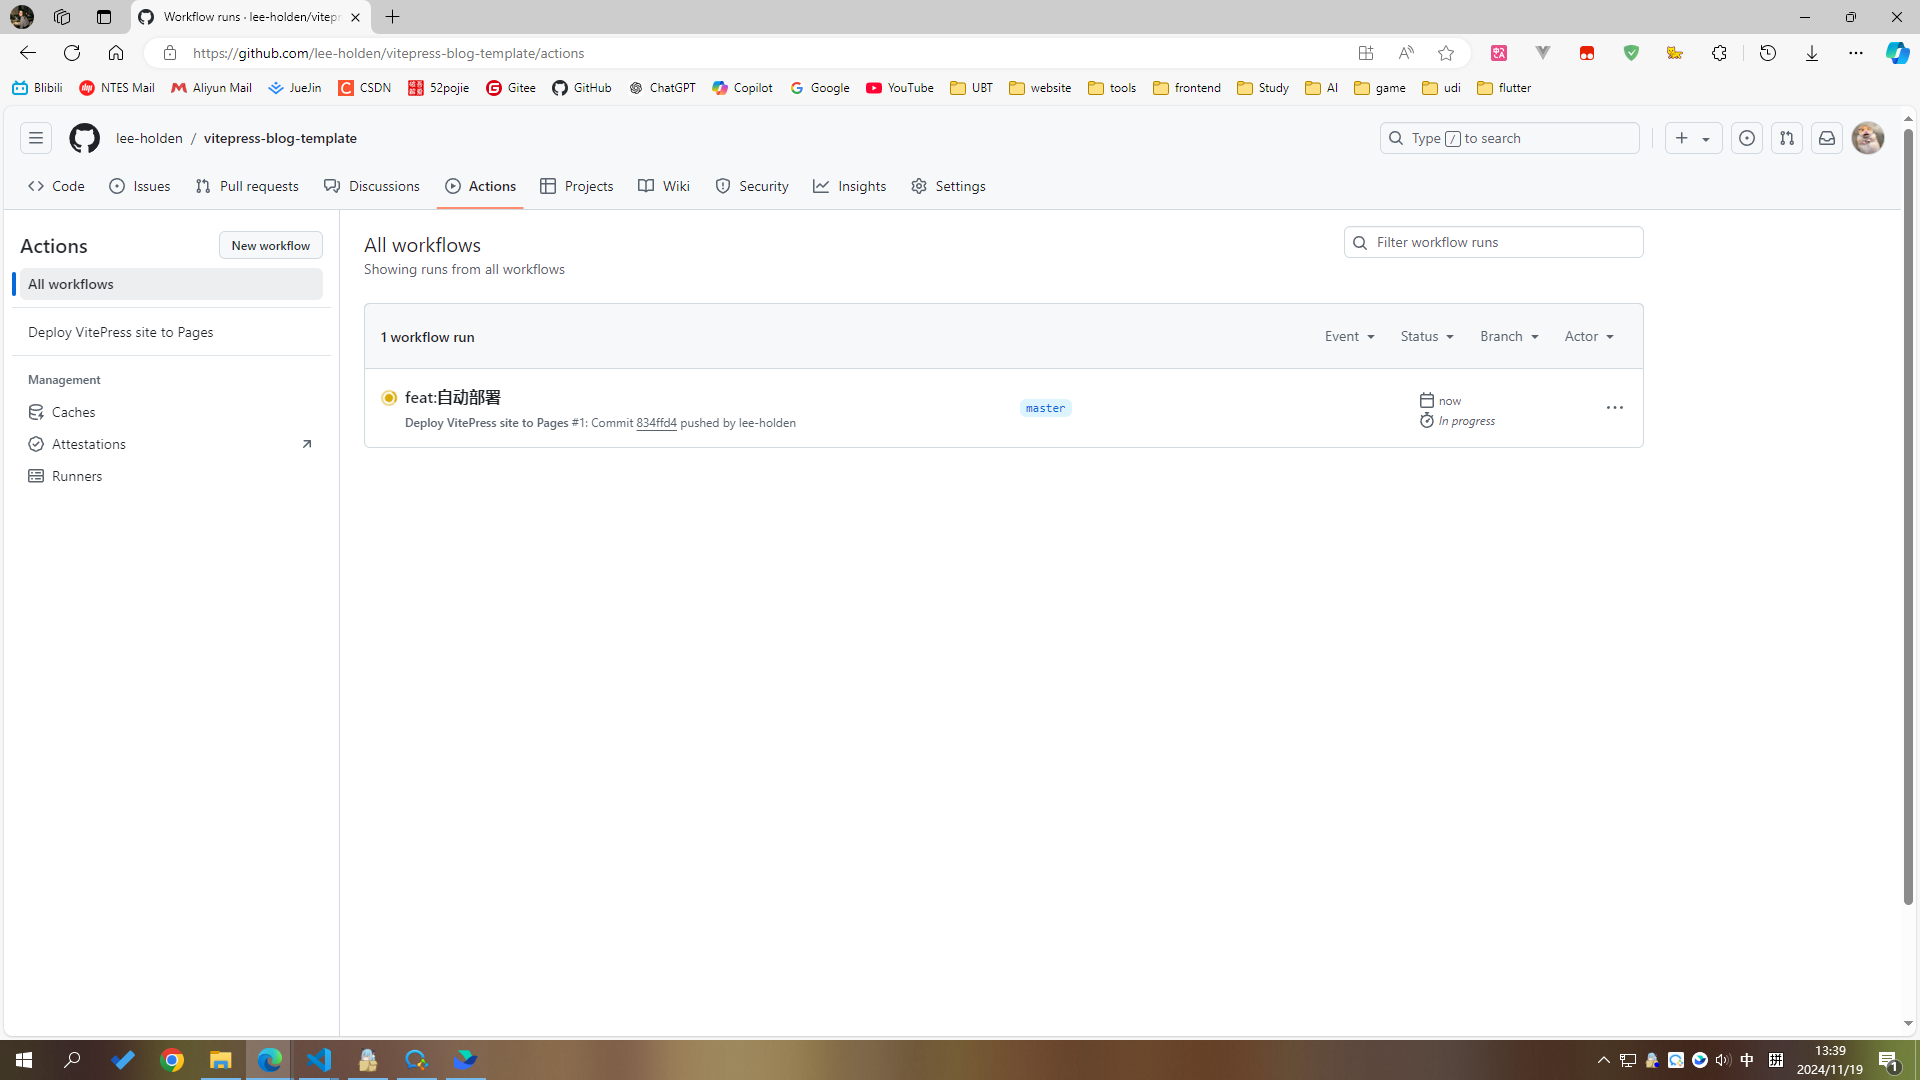 Workflow runs · lee-holden/vitepr
https://github.com/lee-holden/vitepress-blog-template/actions
Blibili
NTES Mail
Aliyun Mail
JueJin
CSDN
52pojie
Gitee
GitHub
ChatGPT
Copilot
Google
YouTube
UBT
website
tools
frontend
Study
AI
game
udi
flutter
lee-holden / vitepress-blog-template
Type / to search
Code
Issues
Pull requests
Discussions
Actions
Projects
Wiki
Security
Insights
Settings
Actions
New workflow
All workflows
Deploy VitePress site to Pages
Management
Caches
Attestations
Runners
All workflows
Showing runs from all workflows
Filter workflow runs
1 workflow run
Event
Status
Branch
Actor
feat:自动部署
Deploy VitePress site to Pages #1: Commit 834ffd4 pushed by lee-holden
master
now
In progress
中
拼
13:39
2024/11/19
1